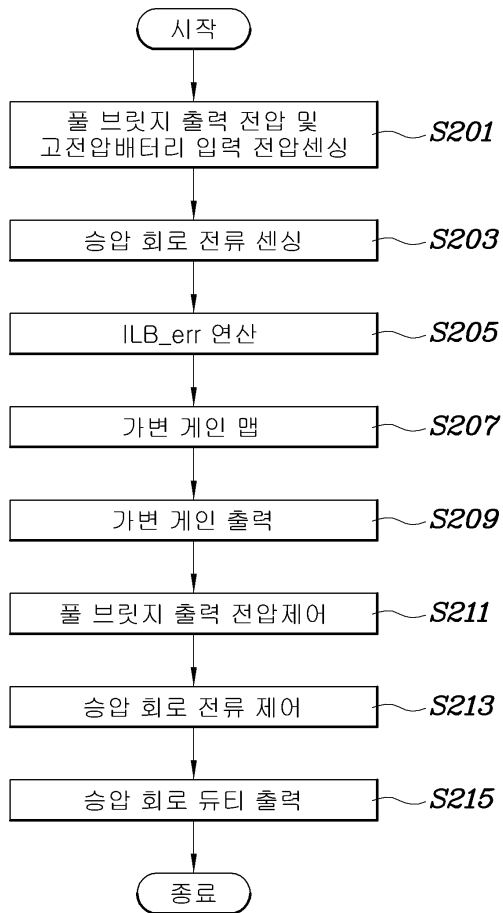 시작
풀 브릿지 출력 전압 및
고전압배터리 입력 전압센싱
S201
승압 회로 전류 센싱
S203
ILB_err 연산
S205
가변 게인 맵
S207
가변 게인 출력
S209
풀 브릿지 출력 전압제어
S211
승압 회로 전류 제어
S213
승압 회로 듀티 출력
S215
종료